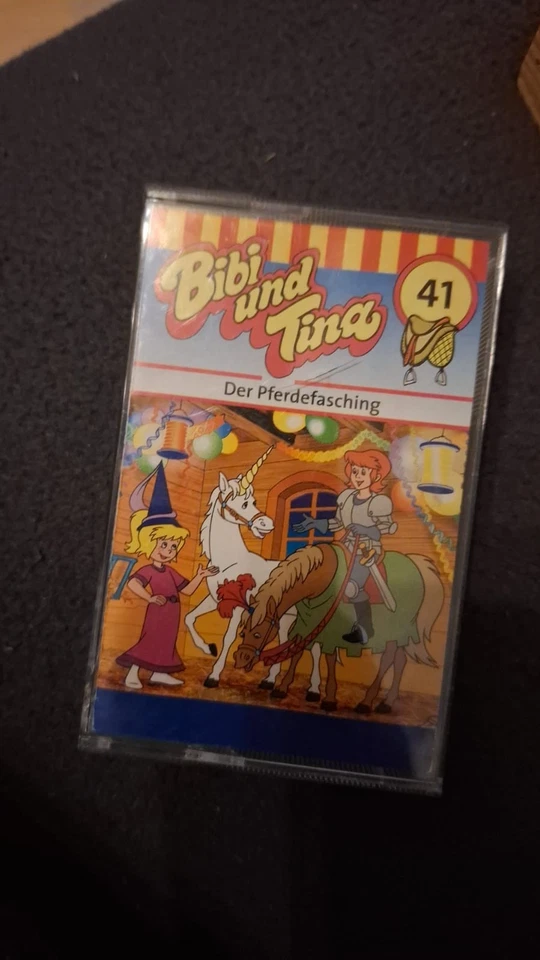 Bibi
und
Tina
41
Der Pferdefasching